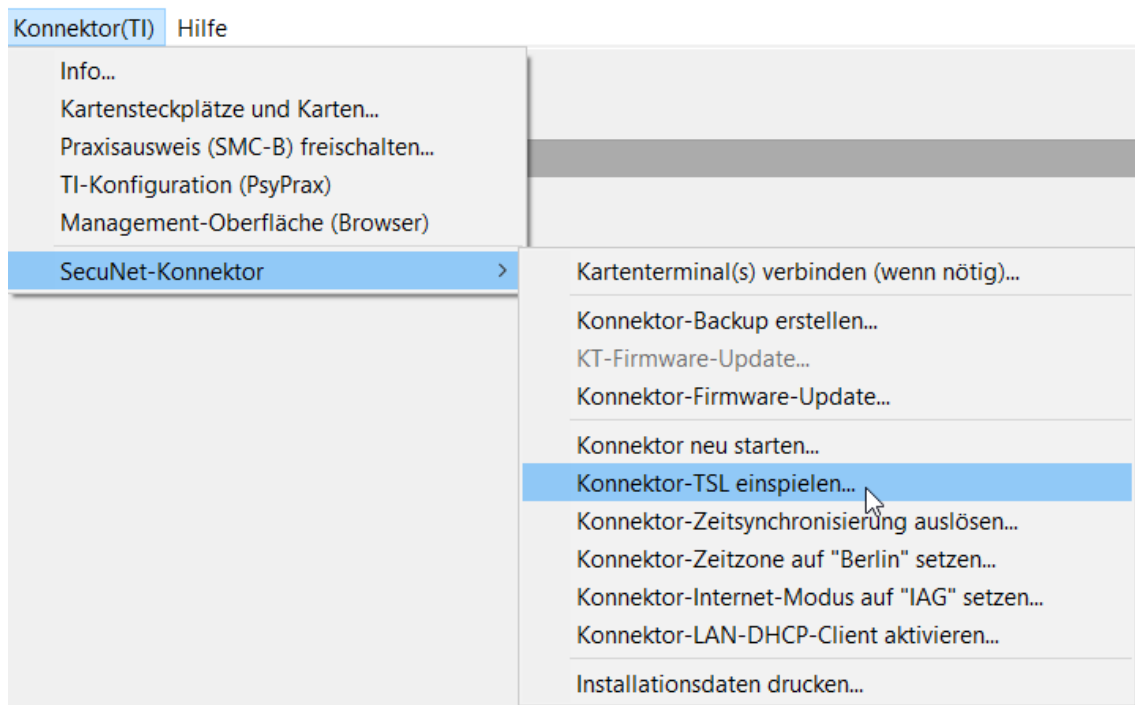 Konnektor(TI) Hilfe
Info...
Kartensteckplätze und Karten...
Praxisausweis (SMC-B) freischalten...
TI-Konfiguration (PsyPrax)
Management-Oberfläche (Browser)
SecuNet-Konnektor
Kartenterminal(s) verbinden (wenn nötig)...
Konnektor-Backup erstellen...
KT-Firmware-Update...
Konnektor-Firmware-Update...
Konnektor neu starten...
Konnektor-TSL einspielen...
Konnektor-Zeitsynchronisierung auslösen...
Konnektor-Zeitzone auf "Berlin" setzen...
Konnektor-Internet-Modus auf "IAG" setzen...
Konnektor-LAN-DHCP-Client aktivieren...
Installationsdaten drucken...